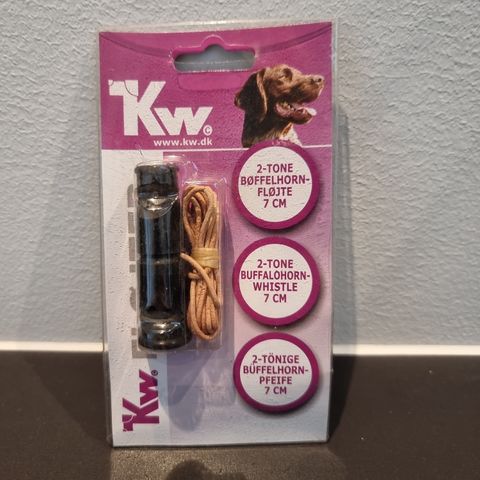 Kw©
www.kw.dk
2-TONE
BØFFELHORN-
FLØJTE
7 CM
2-TONE
BUFFALOHORN-
WHISTLE
7 CM
2-TÖNIGE
BÜFFELHORN-
PFEIFE
7 CM
Kw©